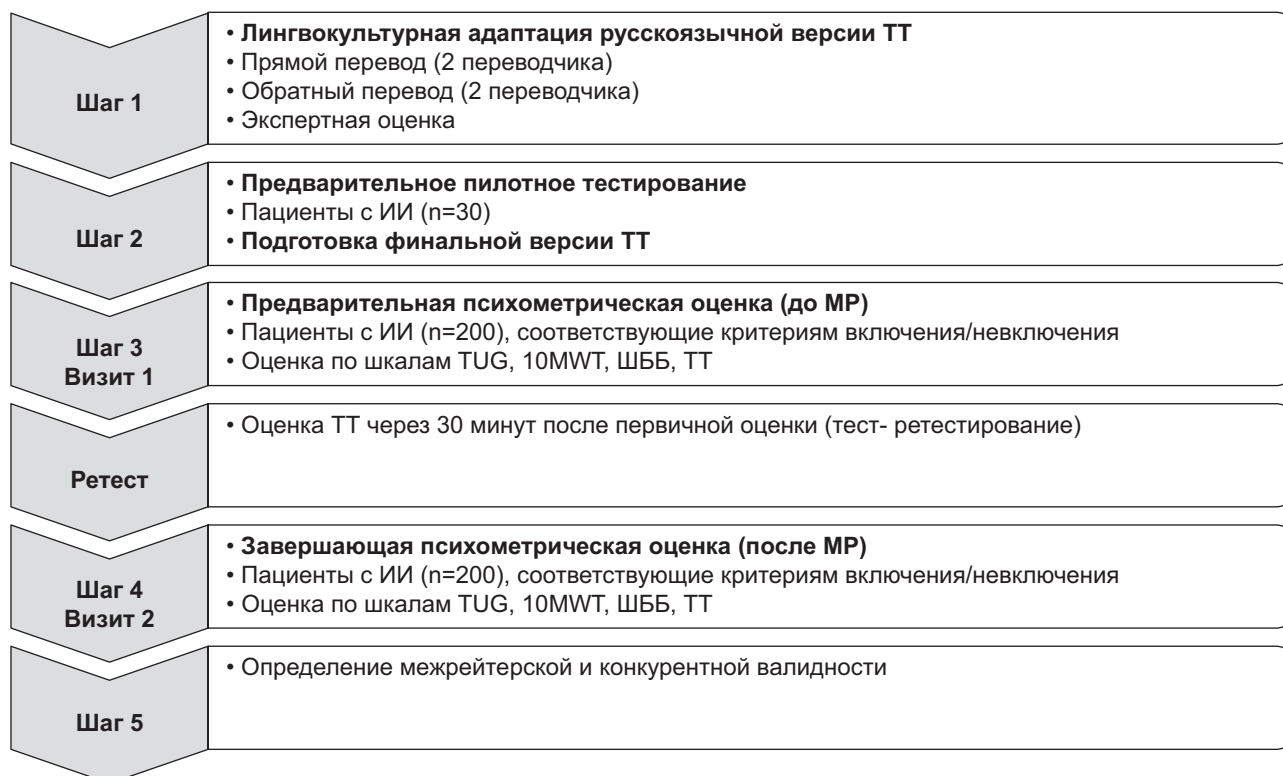 Шаг 1
• Лингвокультурная адаптация русскоязычной версии ТТ
• Прямой перевод (2 переводчика)
• Обратный перевод (2 переводчика)
• Экспертная оценка
Шаг 2
• Предварительное пилотное тестирование
• Пациенты с ИИ (n=30)
• Подготовка финальной версии ТТ
Шаг 3
Визит 1
• Предварительная психометрическая оценка (до МР)
• Пациенты с ИИ (n=200), соответствующие критериям включения/невключения
• Оценка по шкалам TUG, 10MWT, ШББ, ТТ
Ретест
• Оценка ТТ через 30 минут после первичной оценки (тест- ретестирование)
Шаг 4
Визит 2
• Завершающая психометрическая оценка (после МР)
• Пациенты с ИИ (n=200), соответствующие критериям включения/невключения
• Оценка по шкалам TUG, 10MWT, ШББ, ТТ
Шаг 5
• Определение межрейтерской и конкурентной валидности